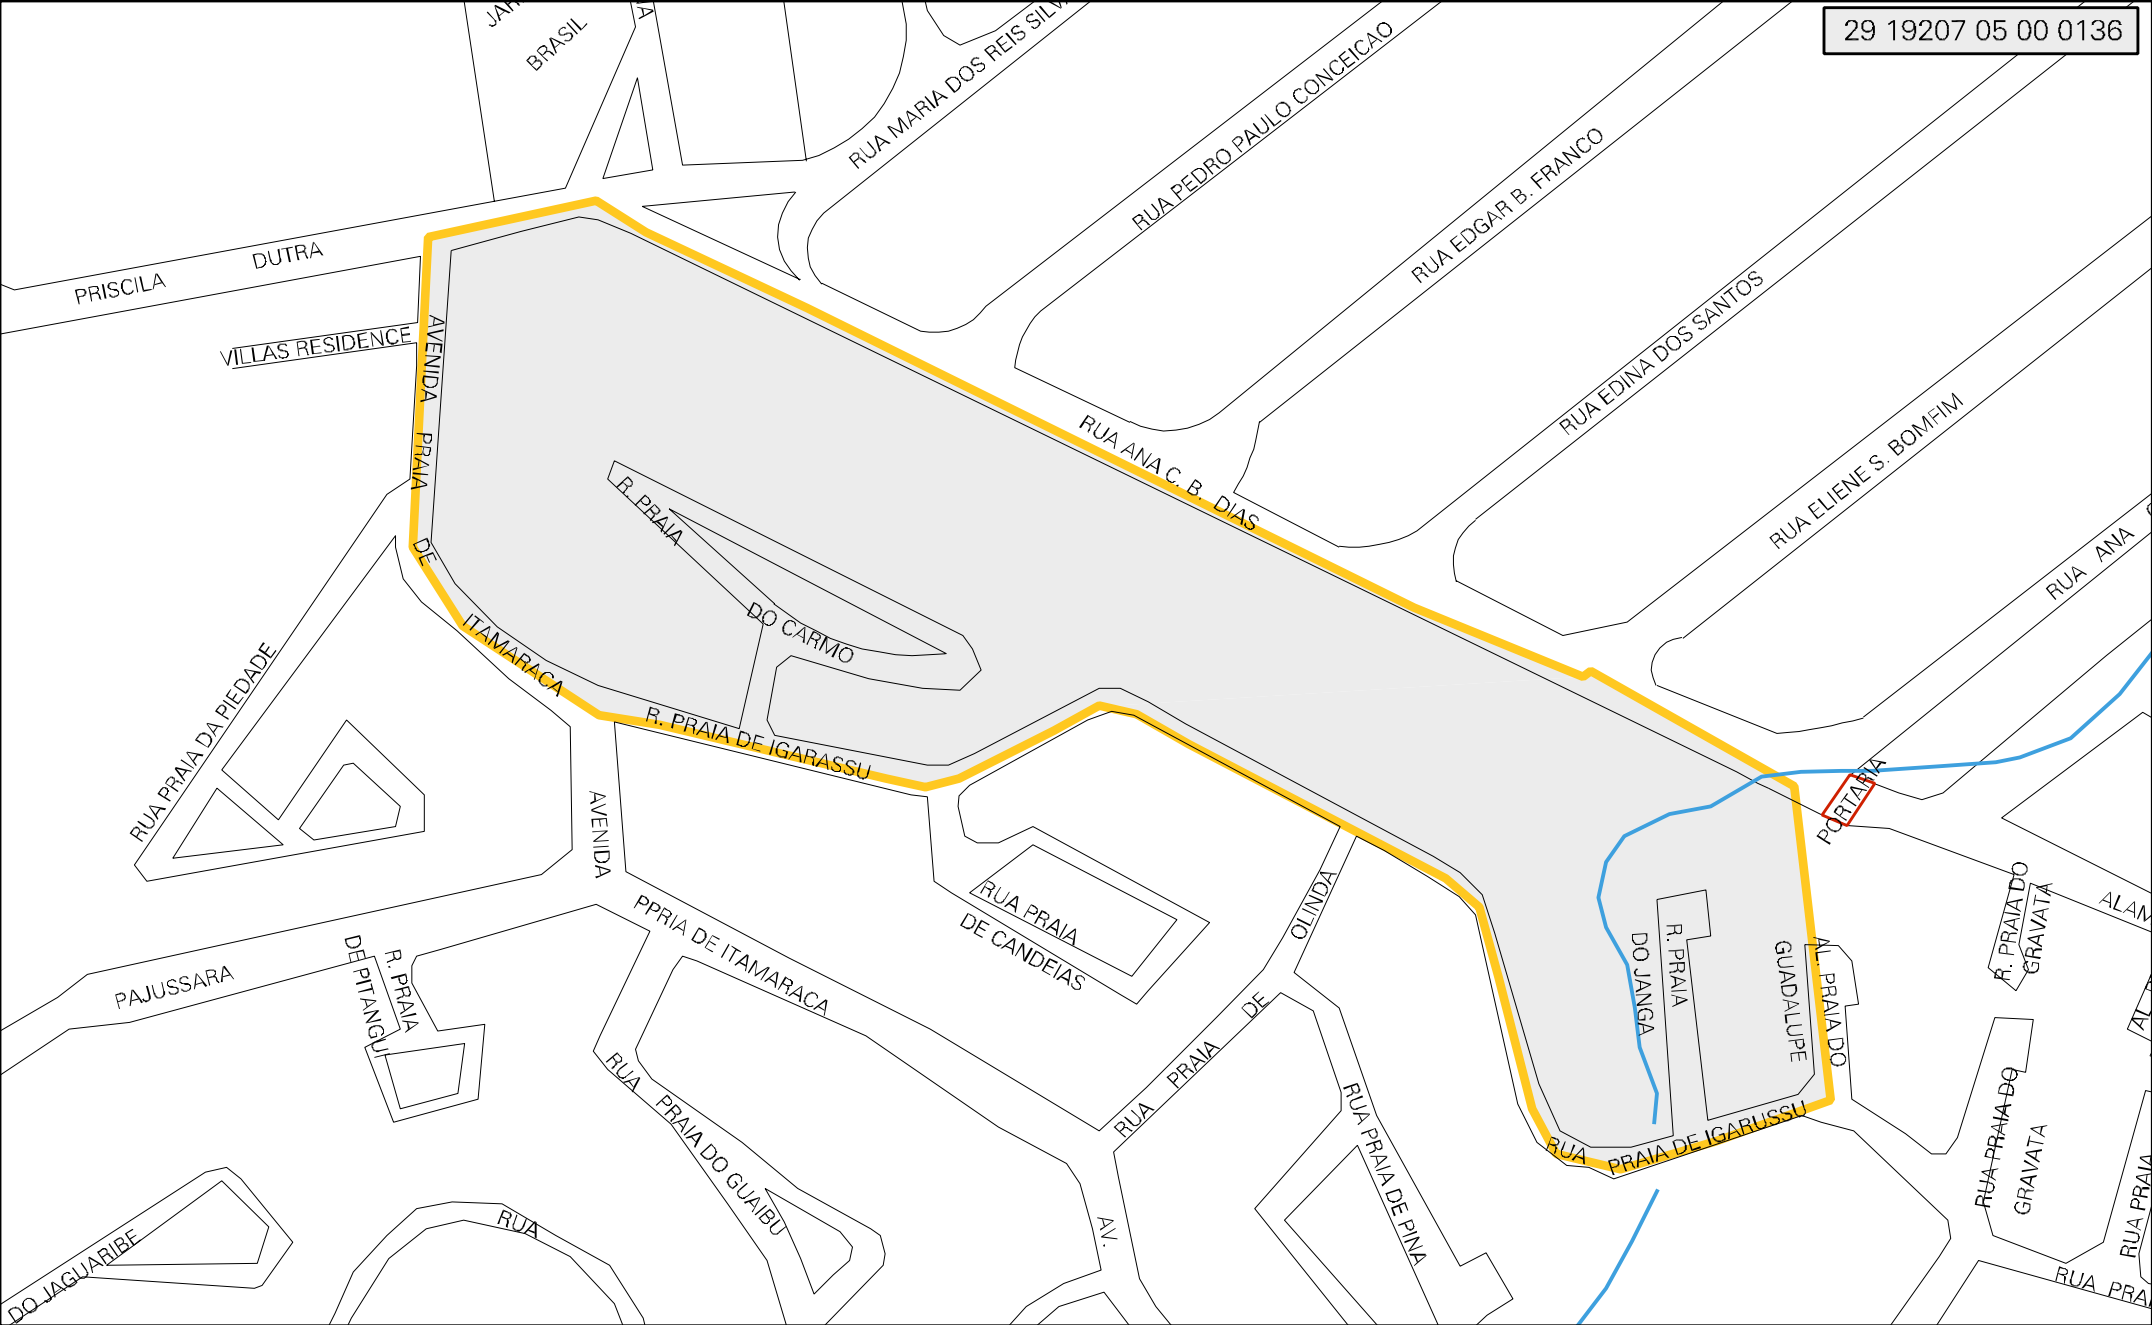 29 19207 05 00 0136
BRASIL
RUA MARIA DOS REIS
RUA PEDRO PAULO CONCEICAO
RUA EDGAR B. FRANCO
PRISCILA DUTRA
VILLAS RESIDENCE
AVENIDA PRAIA DE ITAMARACA
RUA EDINA DOS SANTOS
RUA ELIENE S. BOMFIM
RUA ANA C. B. DIAS
RUA ANA
R. PRAIA DO CARMO
RUA PRAIA DA PIEDADE
R. PRAIA DE IGARASSU
PORTARIA
AVENIDA
PPRIA DE ITAMARACA
RUA PRAIA
DE CANDEIAS
OLINDA
RUA PRAIA DE
R. PRAIA DO
GRAVATA
PAJUSSARA
R. PRAIA
DE PITANGUI
R. PRAIA
DO JANGA
AL. PRAIA DO
GUADALUPE
RUA PRAIA DO GUAIBU
RUA PRAIA DE PINA
RUA PRAIA DE IGARUSSU
RUA PRAIA DO
GRAVATA
RUA PRAIA
DO JAGUARIBE
RUA
AV.
RUA